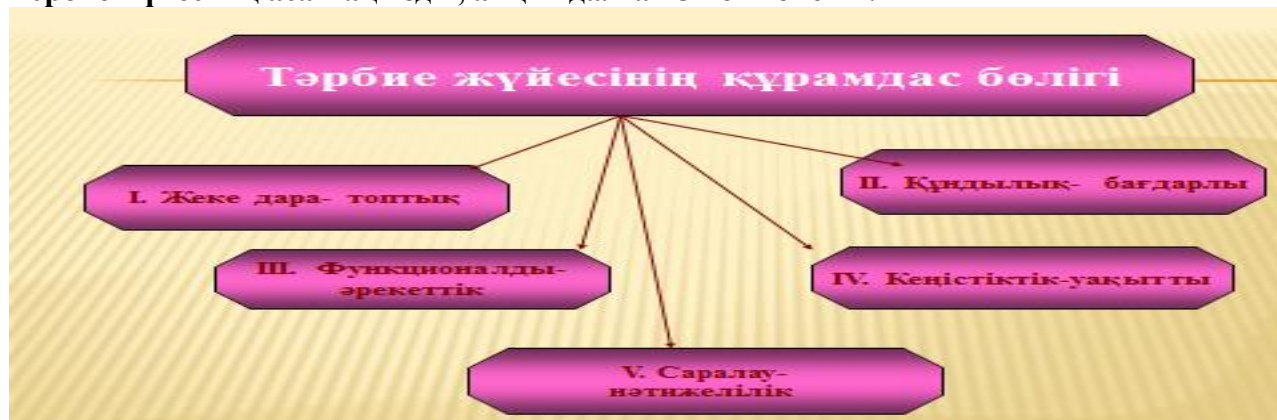 Тәрбие жүйесінің құрамдас бөлігі
I. Жеке дара- топтық
II. Құндылық- бағдарлы
III. Функционалды-
әрекеттік
IV. Кеңістіктік-уақытты
V. Саралау-
нәтижелілік